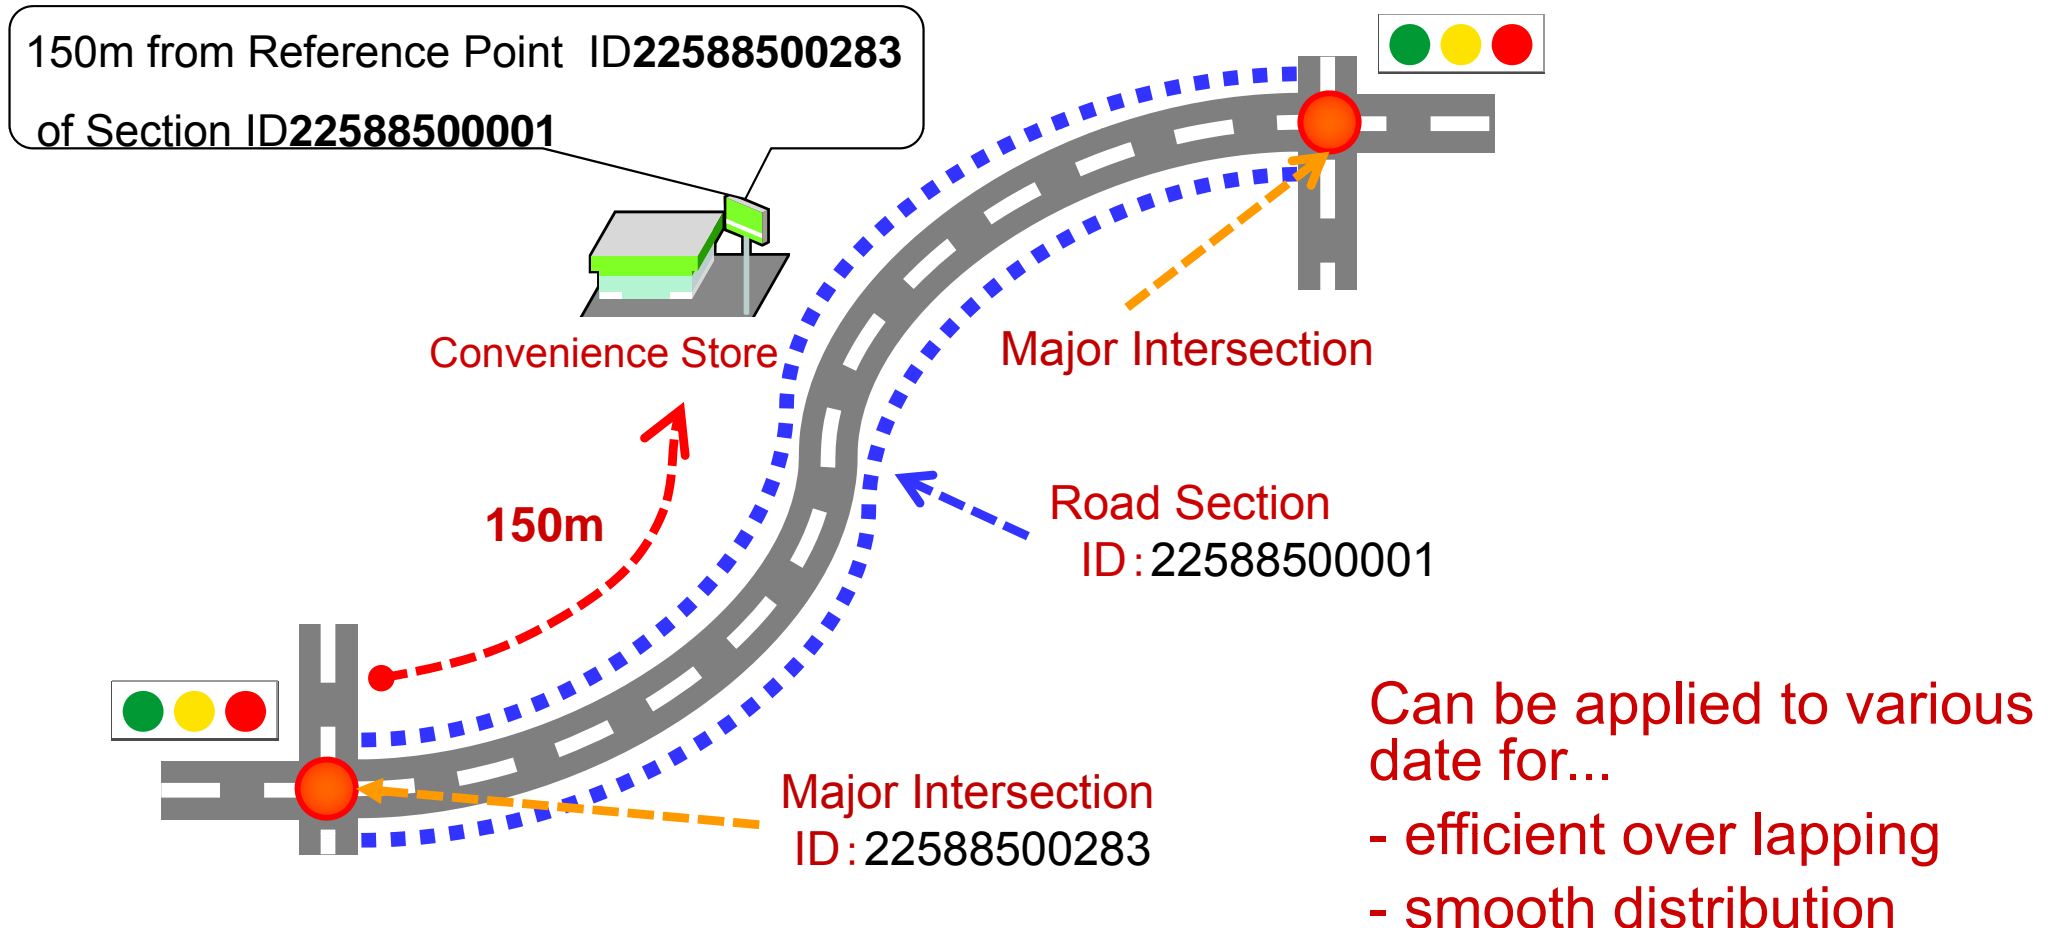 150m from Reference Point ID22588500283
of Section ID22588500001
Convenience Store
Major Intersection
150m
Road Section
ID:22588500001
Major Intersection
ID:22588500283
Can be applied to various
date for...
- efficient over lapping
- smooth distribution